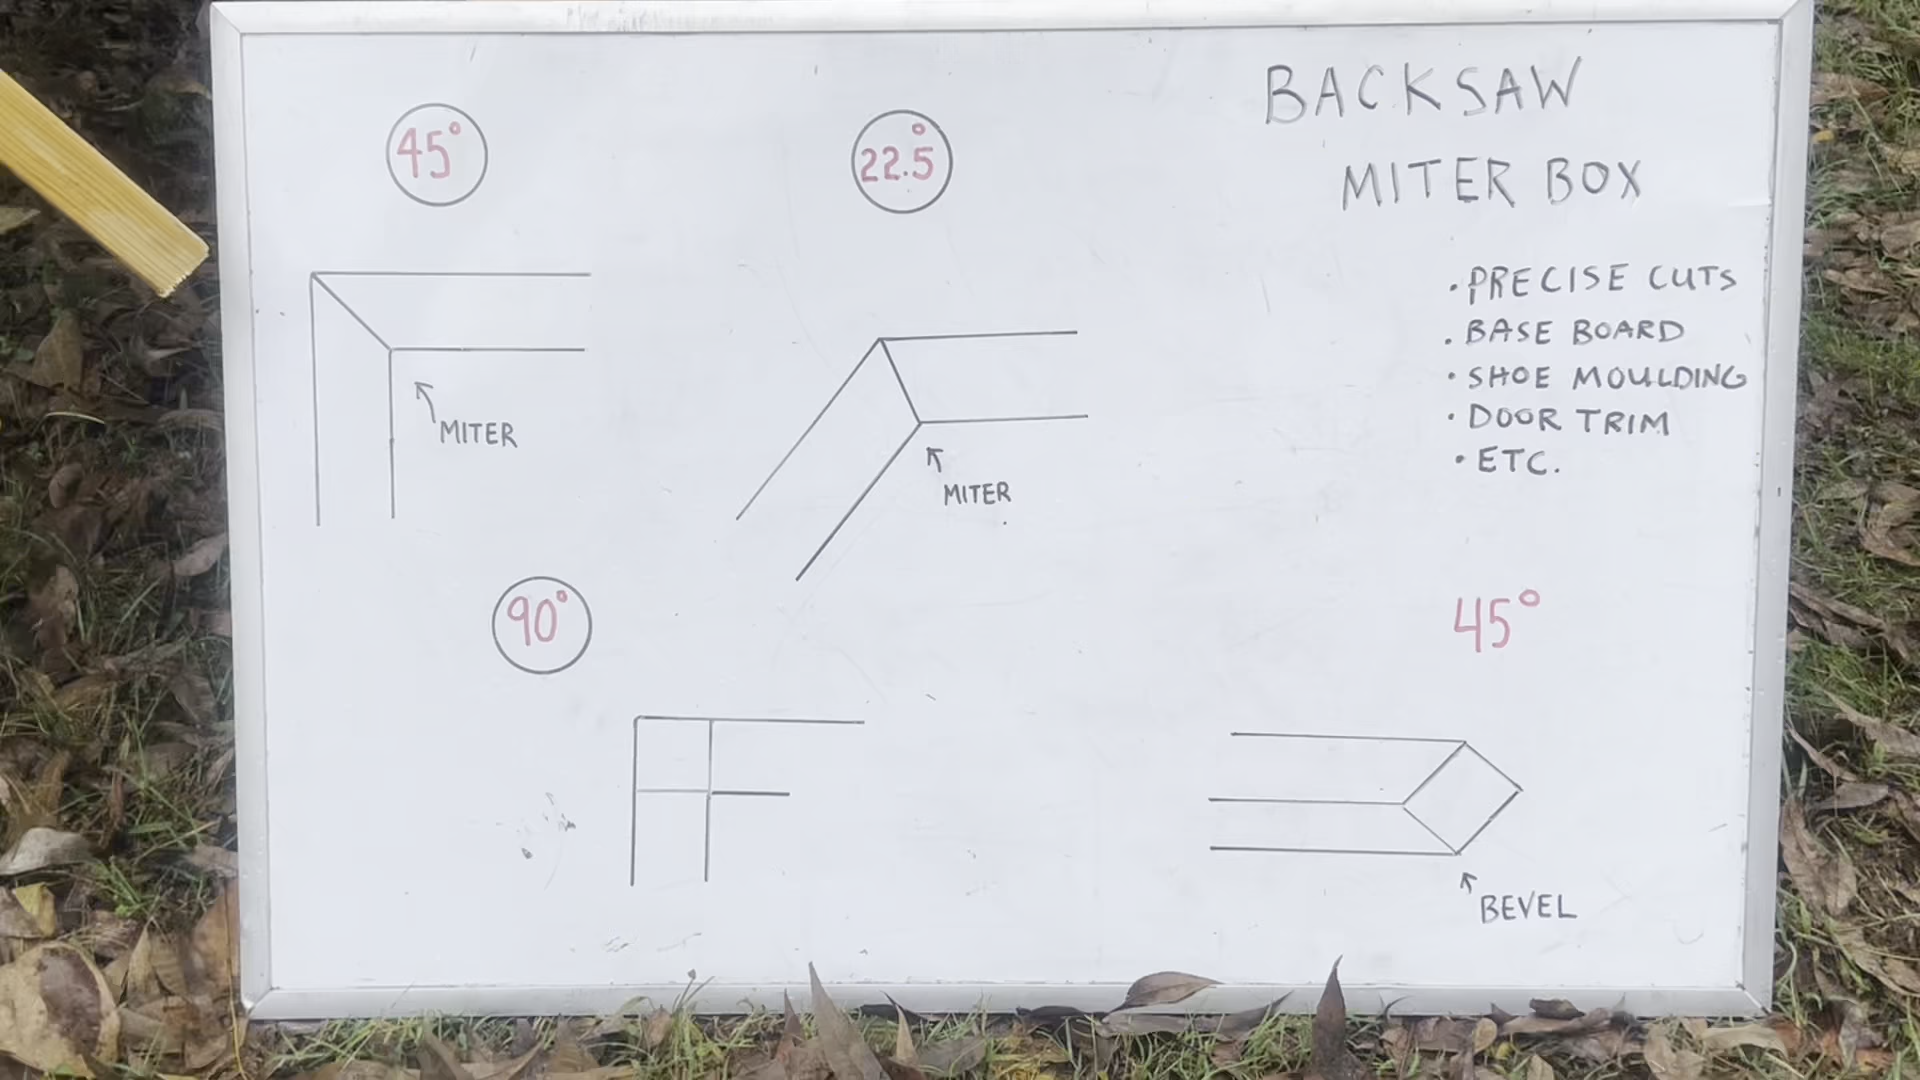 BACKSAW
MITER BOX
45°
22.5°
· PRECISE CUTS
. BASE BOARD
· SHOE MOULDING
· DOOR TRIM
· ETC.
MITER
MITER
90°
45°
BEVEL